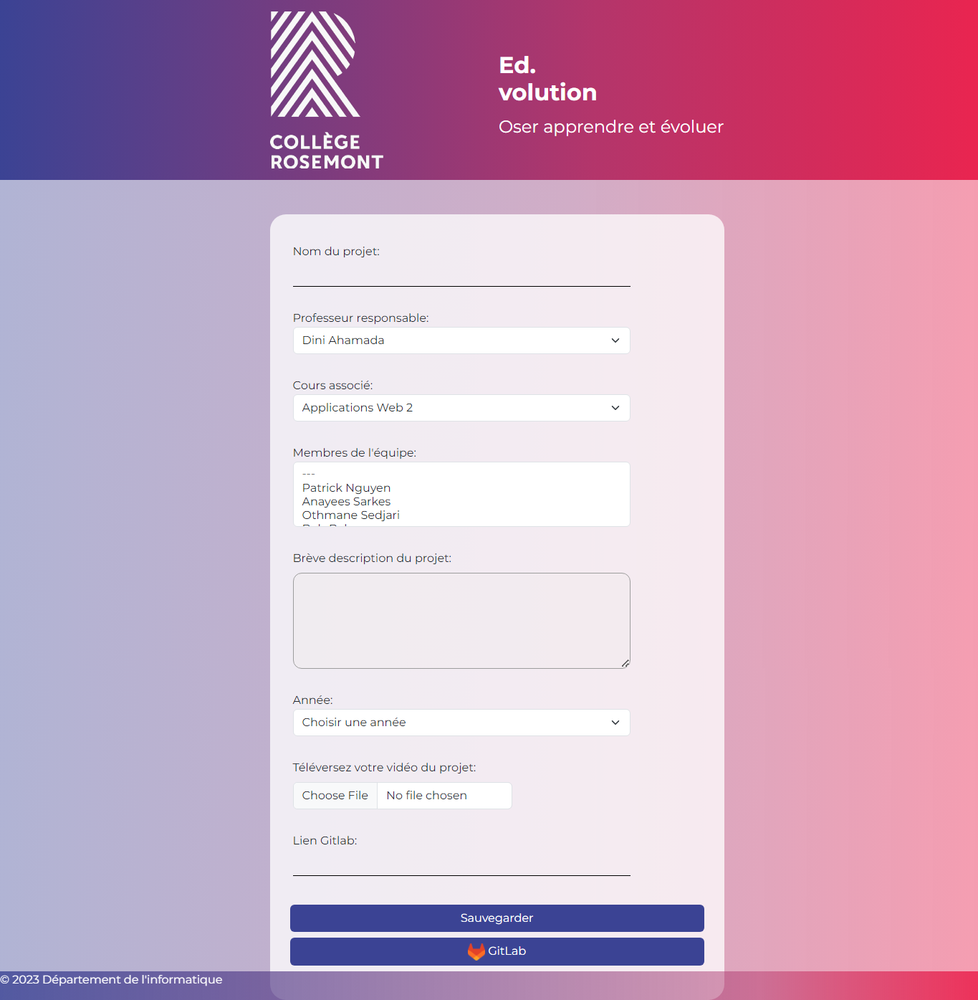 COLLÈGE
ROSEMONT
Ed.
volution
Oser apprendre et évoluer
Nom du projet:
Professeur responsable:
Dini Ahamada
Cours associé:
Applications Web 2
Membres de l'équipe:
---
Patrick Nguyen
Anayees Sarkes
Othmane Sedjari
Brève description du projet:
Année:
Choisir une année
Téléversez votre vidéo du projet:
Choose File No file chosen
Lien Gitlab:
Sauvegarder
GitLab
© 2023 Département de l'informatique